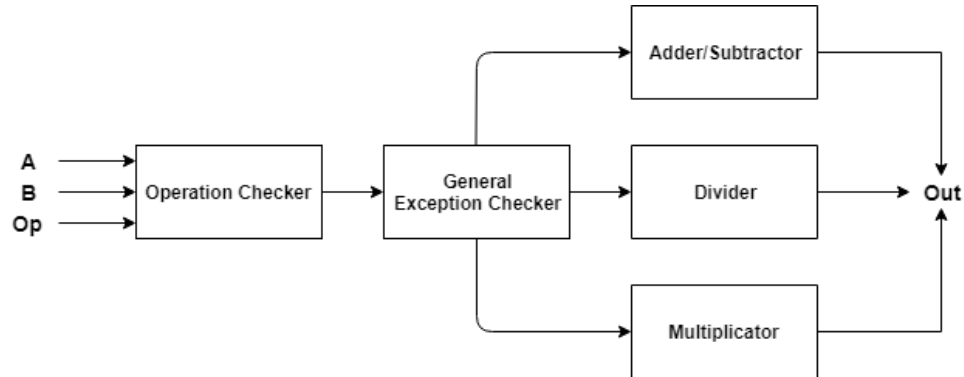 A
B
Op
Operation Checker
General
Exception Checker
Adder/Subtractor
Divider
Multiplicator
Out